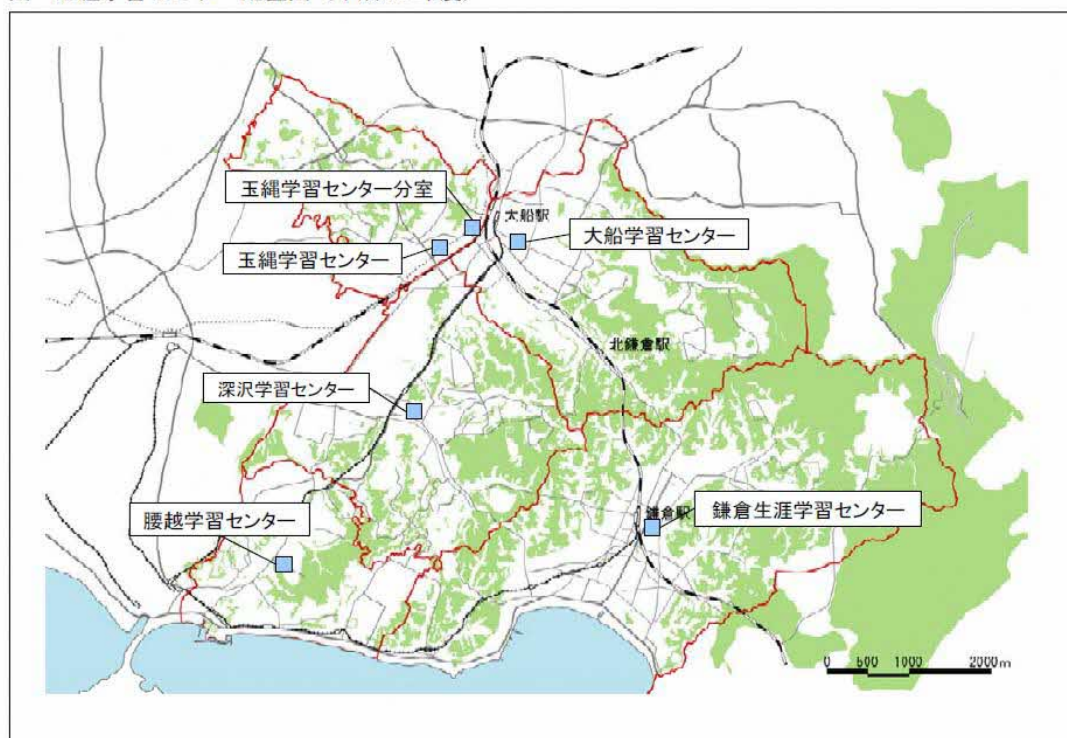 玉縄学習センター分室
大船駅
大船学習センター
玉縄学習センター
北鎌倉駅
深沢学習センター
鎌倉駅
鎌倉生涯学習センター
腰越学習センター
0 500 1000 2000m